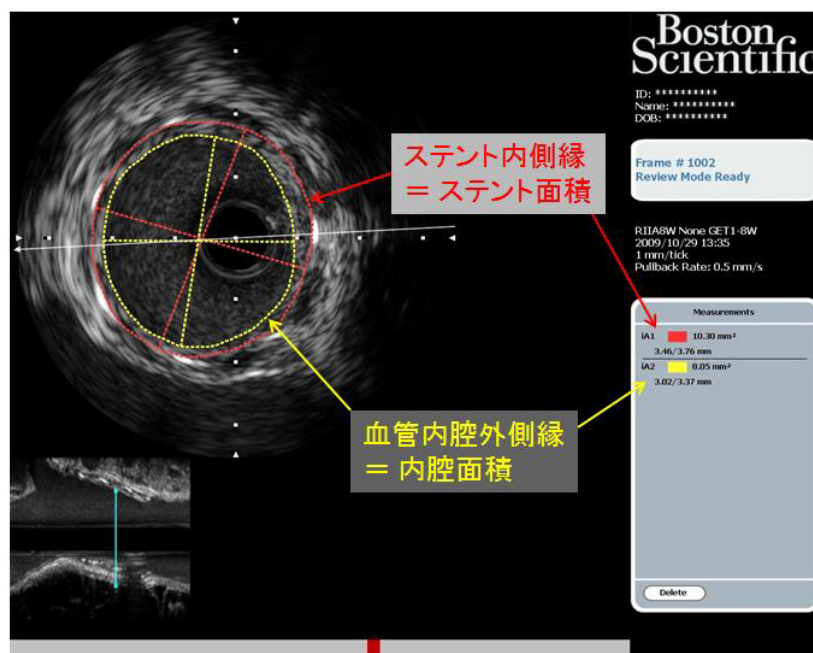 Boston
Scientific
ID: **********
Name: **********
DOB: **********
Frame # 1002
Review Mode Ready
RIIA8W None GET1-8W
2009/10/29 13:35
1 mm/tick
Pullback Rate: 0.5 mm/s
ステント内側縁
= ステント面積
血管内腔外側縁
= 内腔面積
Measurements
iA1 10.30 mm²
3.46/3.76 mm
iA2 8.05 mm²
3.02/3.37 mm
Delete